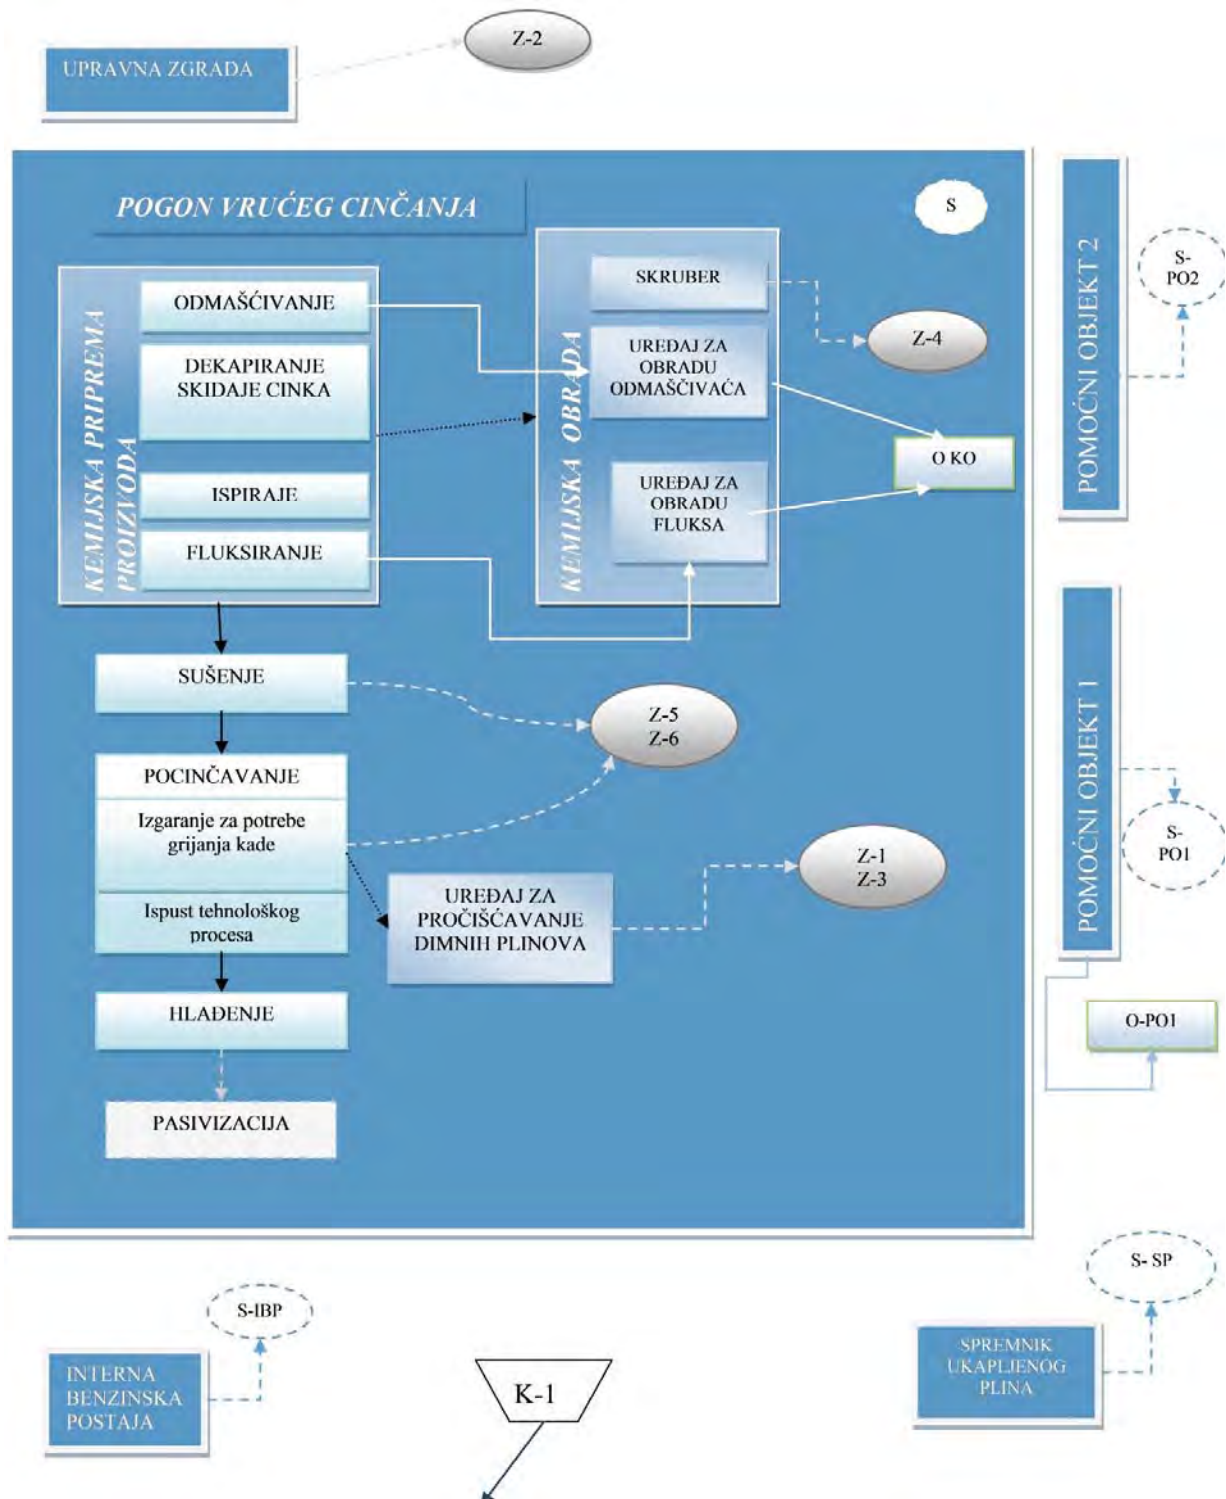 Z-2
UPRAVNA ZGRADA
POGON VRUĆEG CINČANJA
S
KEMIJSKA PRIPREMA
PROIZVODA
ODMAŠĆIVANJE
DEKAPIRANJE
SKIDAJE CINKA
ISPIRAJE
FLUKSIRANJE
KEMIJSKA OBRADA
SKRUBER
UREĐAJ ZA
OBRADU
ODMAŠČIVAĆA
UREĐAJ ZA
OBRADU
FLUKSA
Z-4
O KO
POMOĆNI OBJEKT 2
S-
PO2
SUŠENJE
Z-5
Z-6
POCINČAVANJE
Izgaranje za potrebe
grijanja kade
Ispust tehnološkog
procesa
UREĐAJ ZA
PROČIŠĆAVANJE
DIMNIH PLINOVA
Z-1
Z-3
POMOĆNI OBJEKT 1
S-
PO1
HLAĐENJE
O-PO1
PASIVIZACIJA
S-IBP
INTERNA
BENZINSKA
POSTAJA
K-1
S- SP
SPREMNIK
UKAPLJENOG
PLINA